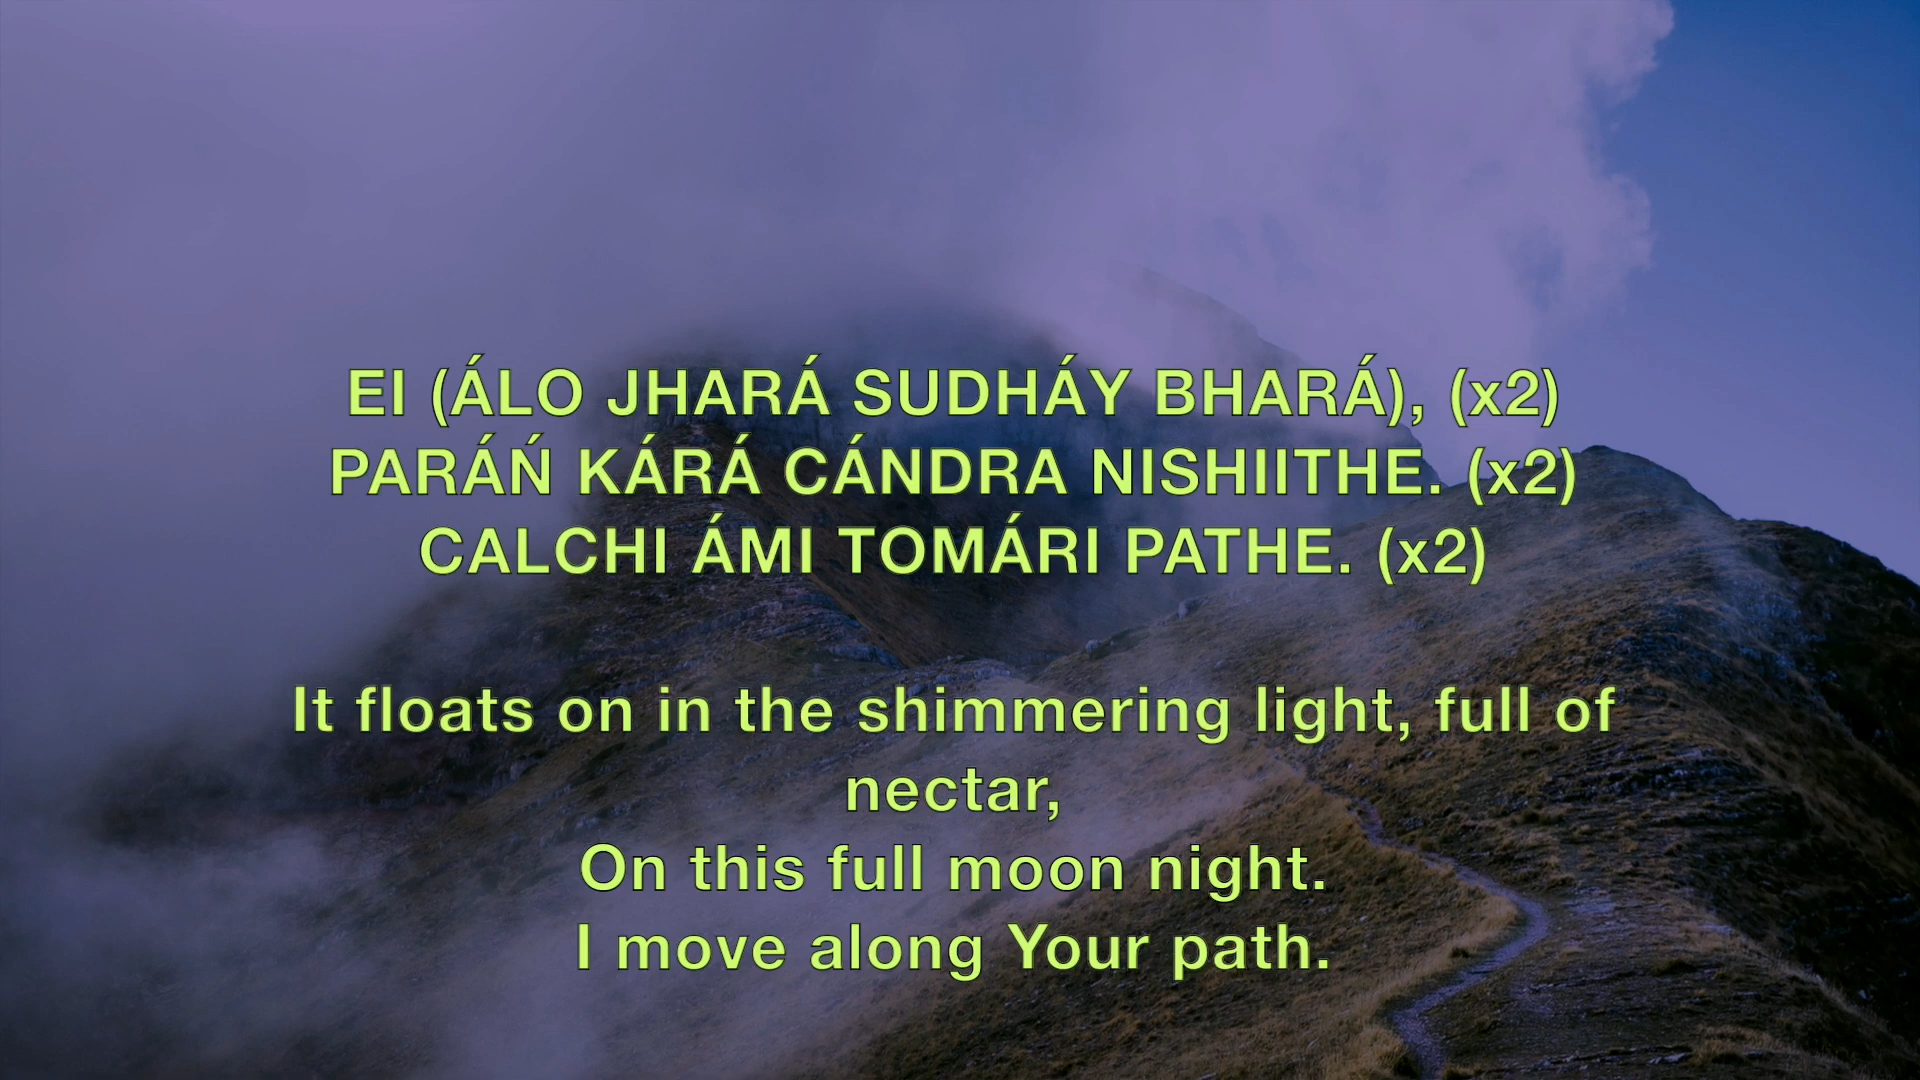 EI (ÁLO JHARÁ SUDHÁY BHARÁ), (x2)
PARÁŃ KÁRÁ CÁNDRA NISHIITHE. (x2)
CALCHI ÁMI TOMÁRI PATHE. (x2)
It floats on in the shimmering light, full of
nectar,
On this full moon night.
I move along Your path.